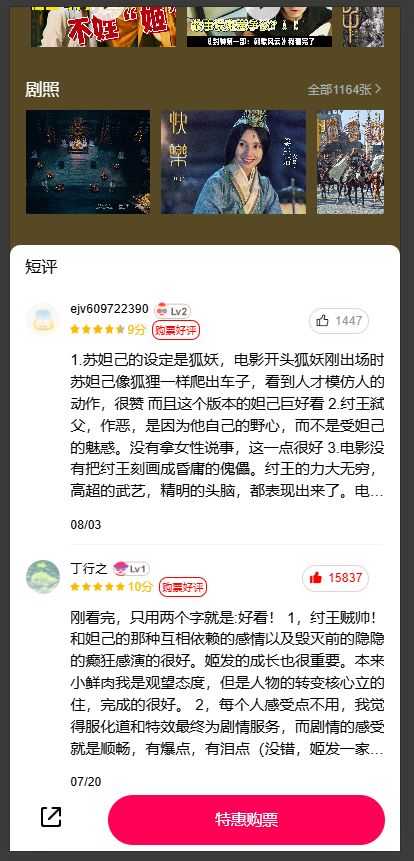 不姓“姬”
剧照
全部1164张
快樂
短评
ejv609722390 Lv2
9分 购票好评
1447
1.苏妲己的设定是狐妖，电影开头狐妖刚出场时
苏妲己像狐狸一样爬出车子，看到人才模仿人的
动作，很赞 而且这个版本的妲己巨好看 2.纣王弑
父，作恶，是因为他自己的野心，而不是受妲己
的魅惑。没有拿女性说事，这一点很好 3.电影没
有把纣王刻画成昏庸的傀儡。纣王的力大无穷，
高超的武艺，精明的头脑，都表现出来了。电...
08/03
丁行之 Lv1
10分 购票好评
15837
刚看完，只用两个字就是:好看！ 1，纣王贼帅！
和妲己的那种互相依赖的感情以及毁灭前的隐隐
的癫狂感演的很好。姬发的成长也很重要。本来
小鲜肉我是观望态度，但是人物的转变核心立的
住，完成的很好。 2，每个人感受点不用，我觉
得服化道和特效最终为剧情服务，而剧情的感受
就是顺畅，有爆点，有泪点（没错，姬发一家...
07/20
特惠购票